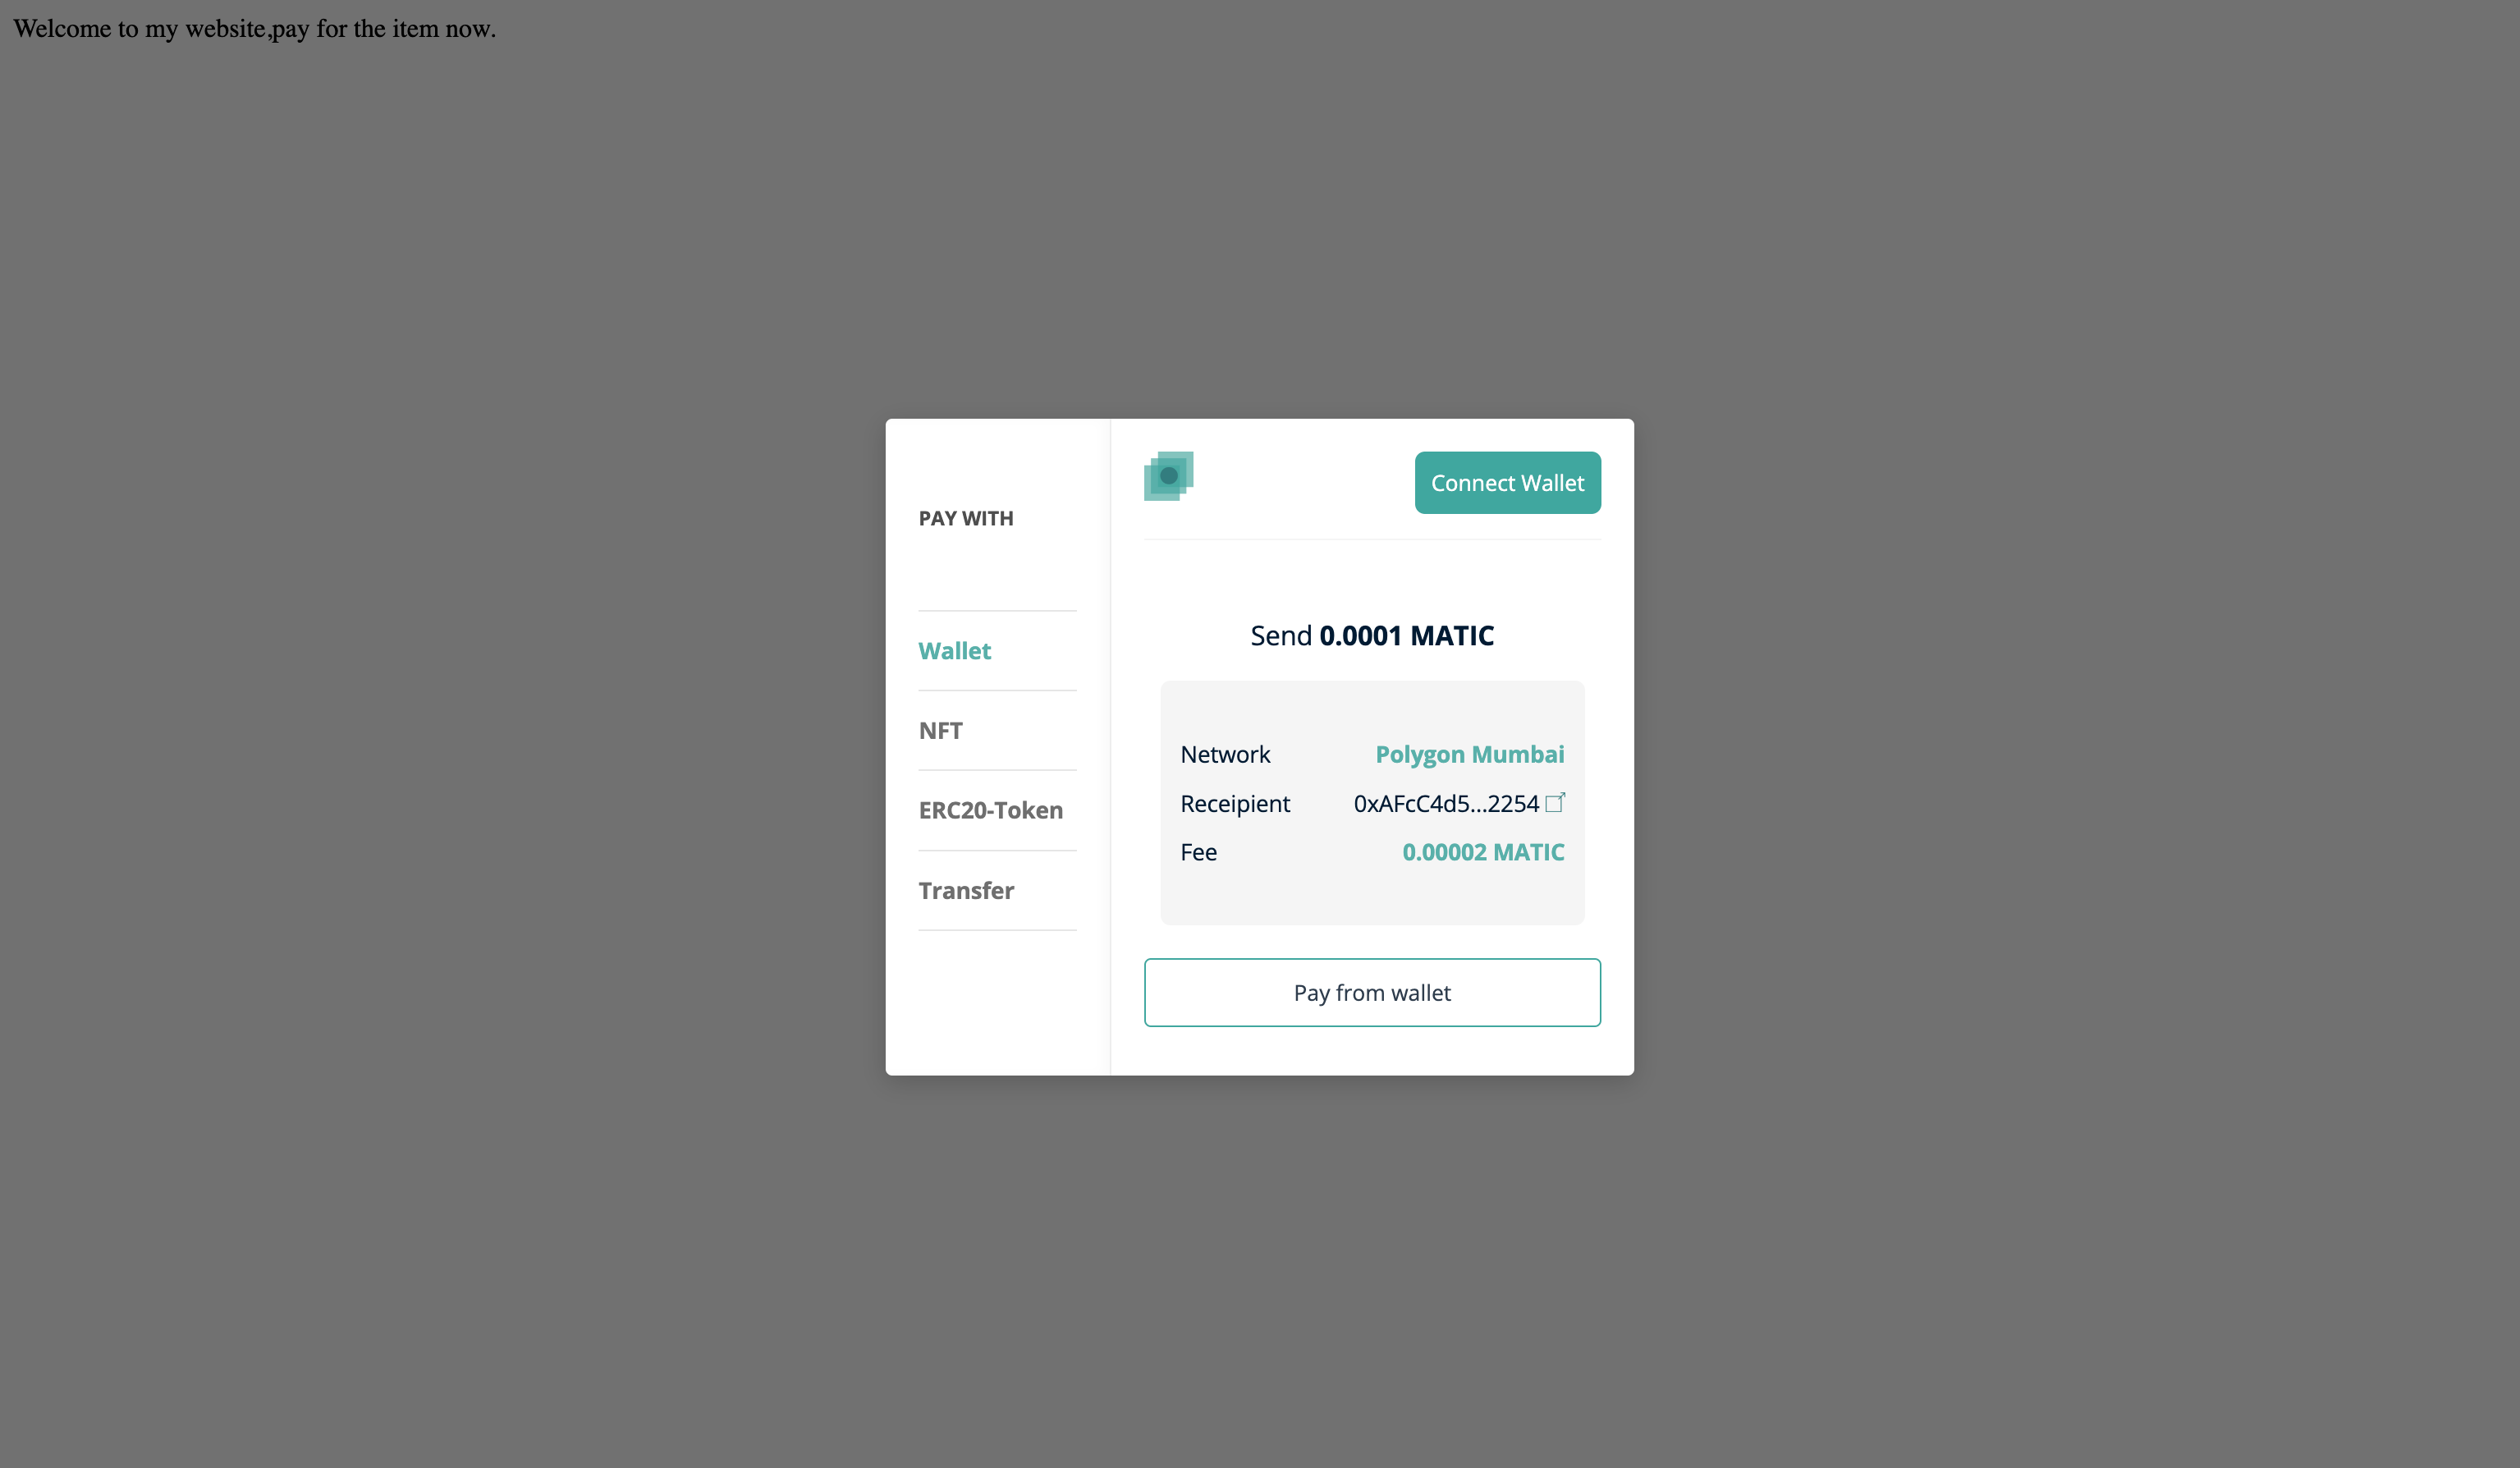 Welcome to my website,pay for the item now.
PAY WITH
Wallet
NFT
ERC20-Token
Transfer
Connect Wallet
Send 0.0001 MATIC
Network Polygon Mumbai
Receipient 0xAFcC4d5...2254
Fee 0.00002 MATIC
Pay from wallet